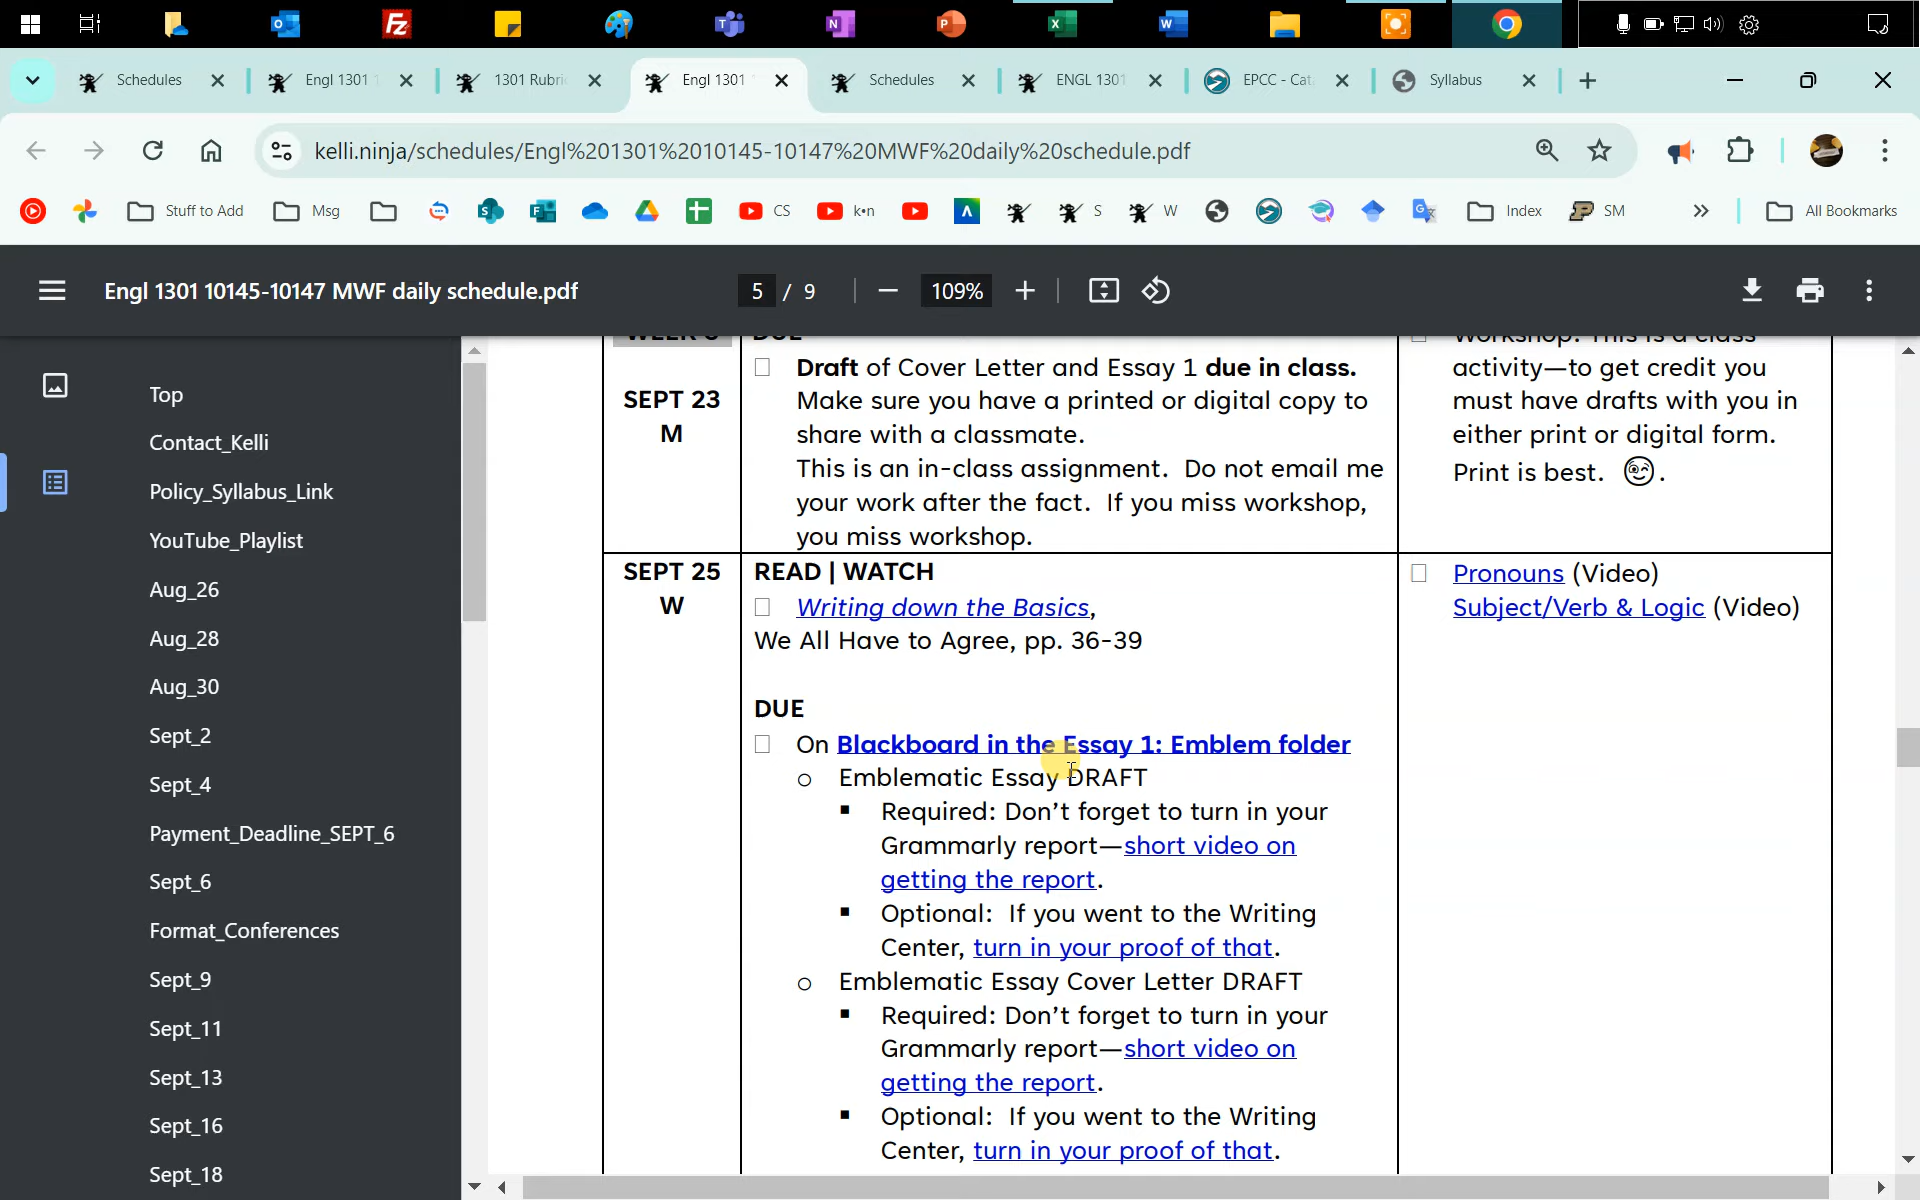 Schedules
Engl 1301 1
1301 Rubri
Engl 1301
Schedules
ENGL 1301
EPCC - Cat
Syllabus
kelli.ninja/schedules/Engl%201301%2010145-10147%20MWF%20daily%20schedule.pdf
Stuff to Add
Msg
CS
k•n
S
W
Index
SM
All Bookmarks
Engl 1301 10145-10147 MWF daily schedule.pdf
5 / 9
109%
Top
Contact_Kelli
Policy_Syllabus_Link
YouTube_Playlist
Aug_26
Aug_28
Aug_30
Sept_2
Sept_4
Payment_Deadline_SEPT_6
Sept_6
Format_Conferences
Sept_9
Sept_11
Sept_13
Sept_16
Sept_18
SEPT 23
M
DUE
Draft of Cover Letter and Essay 1 due in class.
Make sure you have a printed or digital copy to
share with a classmate.
This is an in-class assignment. Do not email me
your work after the fact. If you miss workshop,
you miss workshop.
Workshop: This is a class
activity—to get credit you
must have drafts with you in
either print or digital form.
Print is best. .
SEPT 25
W
READ | WATCH
Writing down the Basics,
We All Have to Agree, pp. 36-39
DUE
On Blackboard in the Essay 1: Emblem folder
o Emblematic Essay DRAFT
▪ Required: Don't forget to turn in your
Grammarly report—short video on
getting the report.
▪ Optional: If you went to the Writing
Center, turn in your proof of that.
o Emblematic Essay Cover Letter DRAFT
▪ Required: Don't forget to turn in your
Grammarly report—short video on
getting the report.
▪ Optional: If you went to the Writing
Center, turn in your proof of that.
Pronouns (Video)
Subject/Verb & Logic (Video)